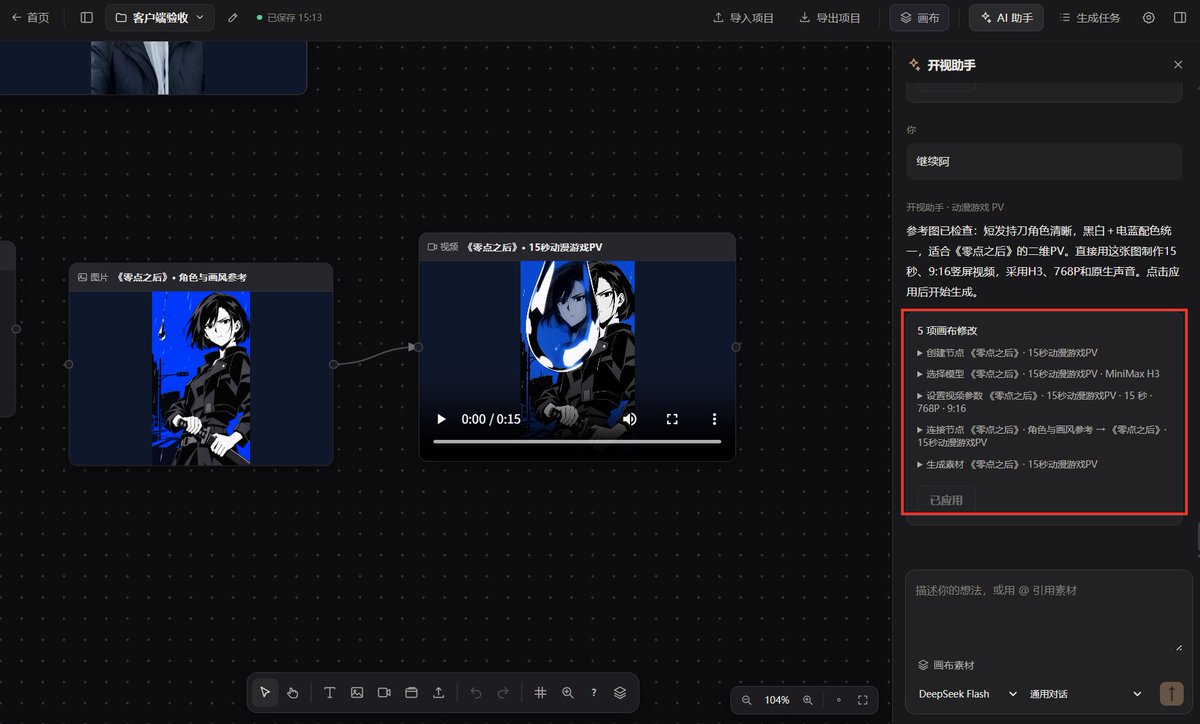 首页
客户端验收
已保存 15:13
导入项目
导出项目
画布
AI 助手
生成任务
开视助手
你
继续阿
开视助手 · 动漫游戏 PV
参考图已检查：短发持刀角色清晰，黑白＋电蓝配色统
一，适合《零点之后》的二维PV。直接用这张图制作15
秒、9:16竖屏视频，采用H3、768P和原生声音。点击应
用后开始生成。
5 项画布修改
创建节点 《零点之后》 · 15秒动漫游戏PV
选择模型 《零点之后》 · 15秒动漫游戏PV · MiniMax H3
设置视频参数 《零点之后》 · 15秒动漫游戏PV · 15 秒 ·
768P · 9:16
连接节点 《零点之后》 · 角色与画风参考 → 《零点之后》 ·
15秒动漫游戏PV
生成素材 《零点之后》 · 15秒动漫游戏PV
已应用
图片 《零点之后》 • 角色与画风参考
视频 《零点之后》 • 15秒动漫游戏PV
0:00 / 0:15
描述你的想法，或用 @ 引用素材
画布素材
DeepSeek Flash
通用对话
104%